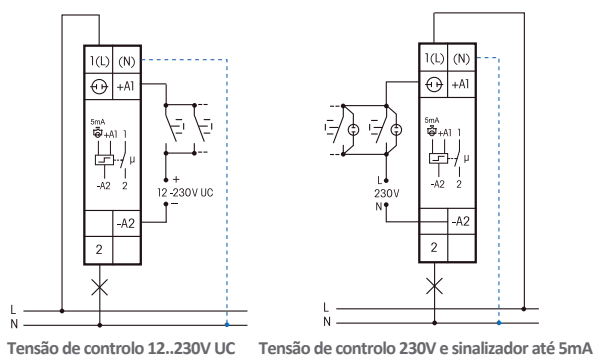 1(L) (N)
+A1
5mA
+A1 1
µ
-A2 2
+
12-230V UC
−
-A2
2
L
N
Tensão de controlo 12..230V UC
1(L) (N)
+A1
5mA
+A1 1
µ
-A2 2
L
230V
N
-A2
2
L
N
Tensão de controlo 230V e sinalizador até 5mA